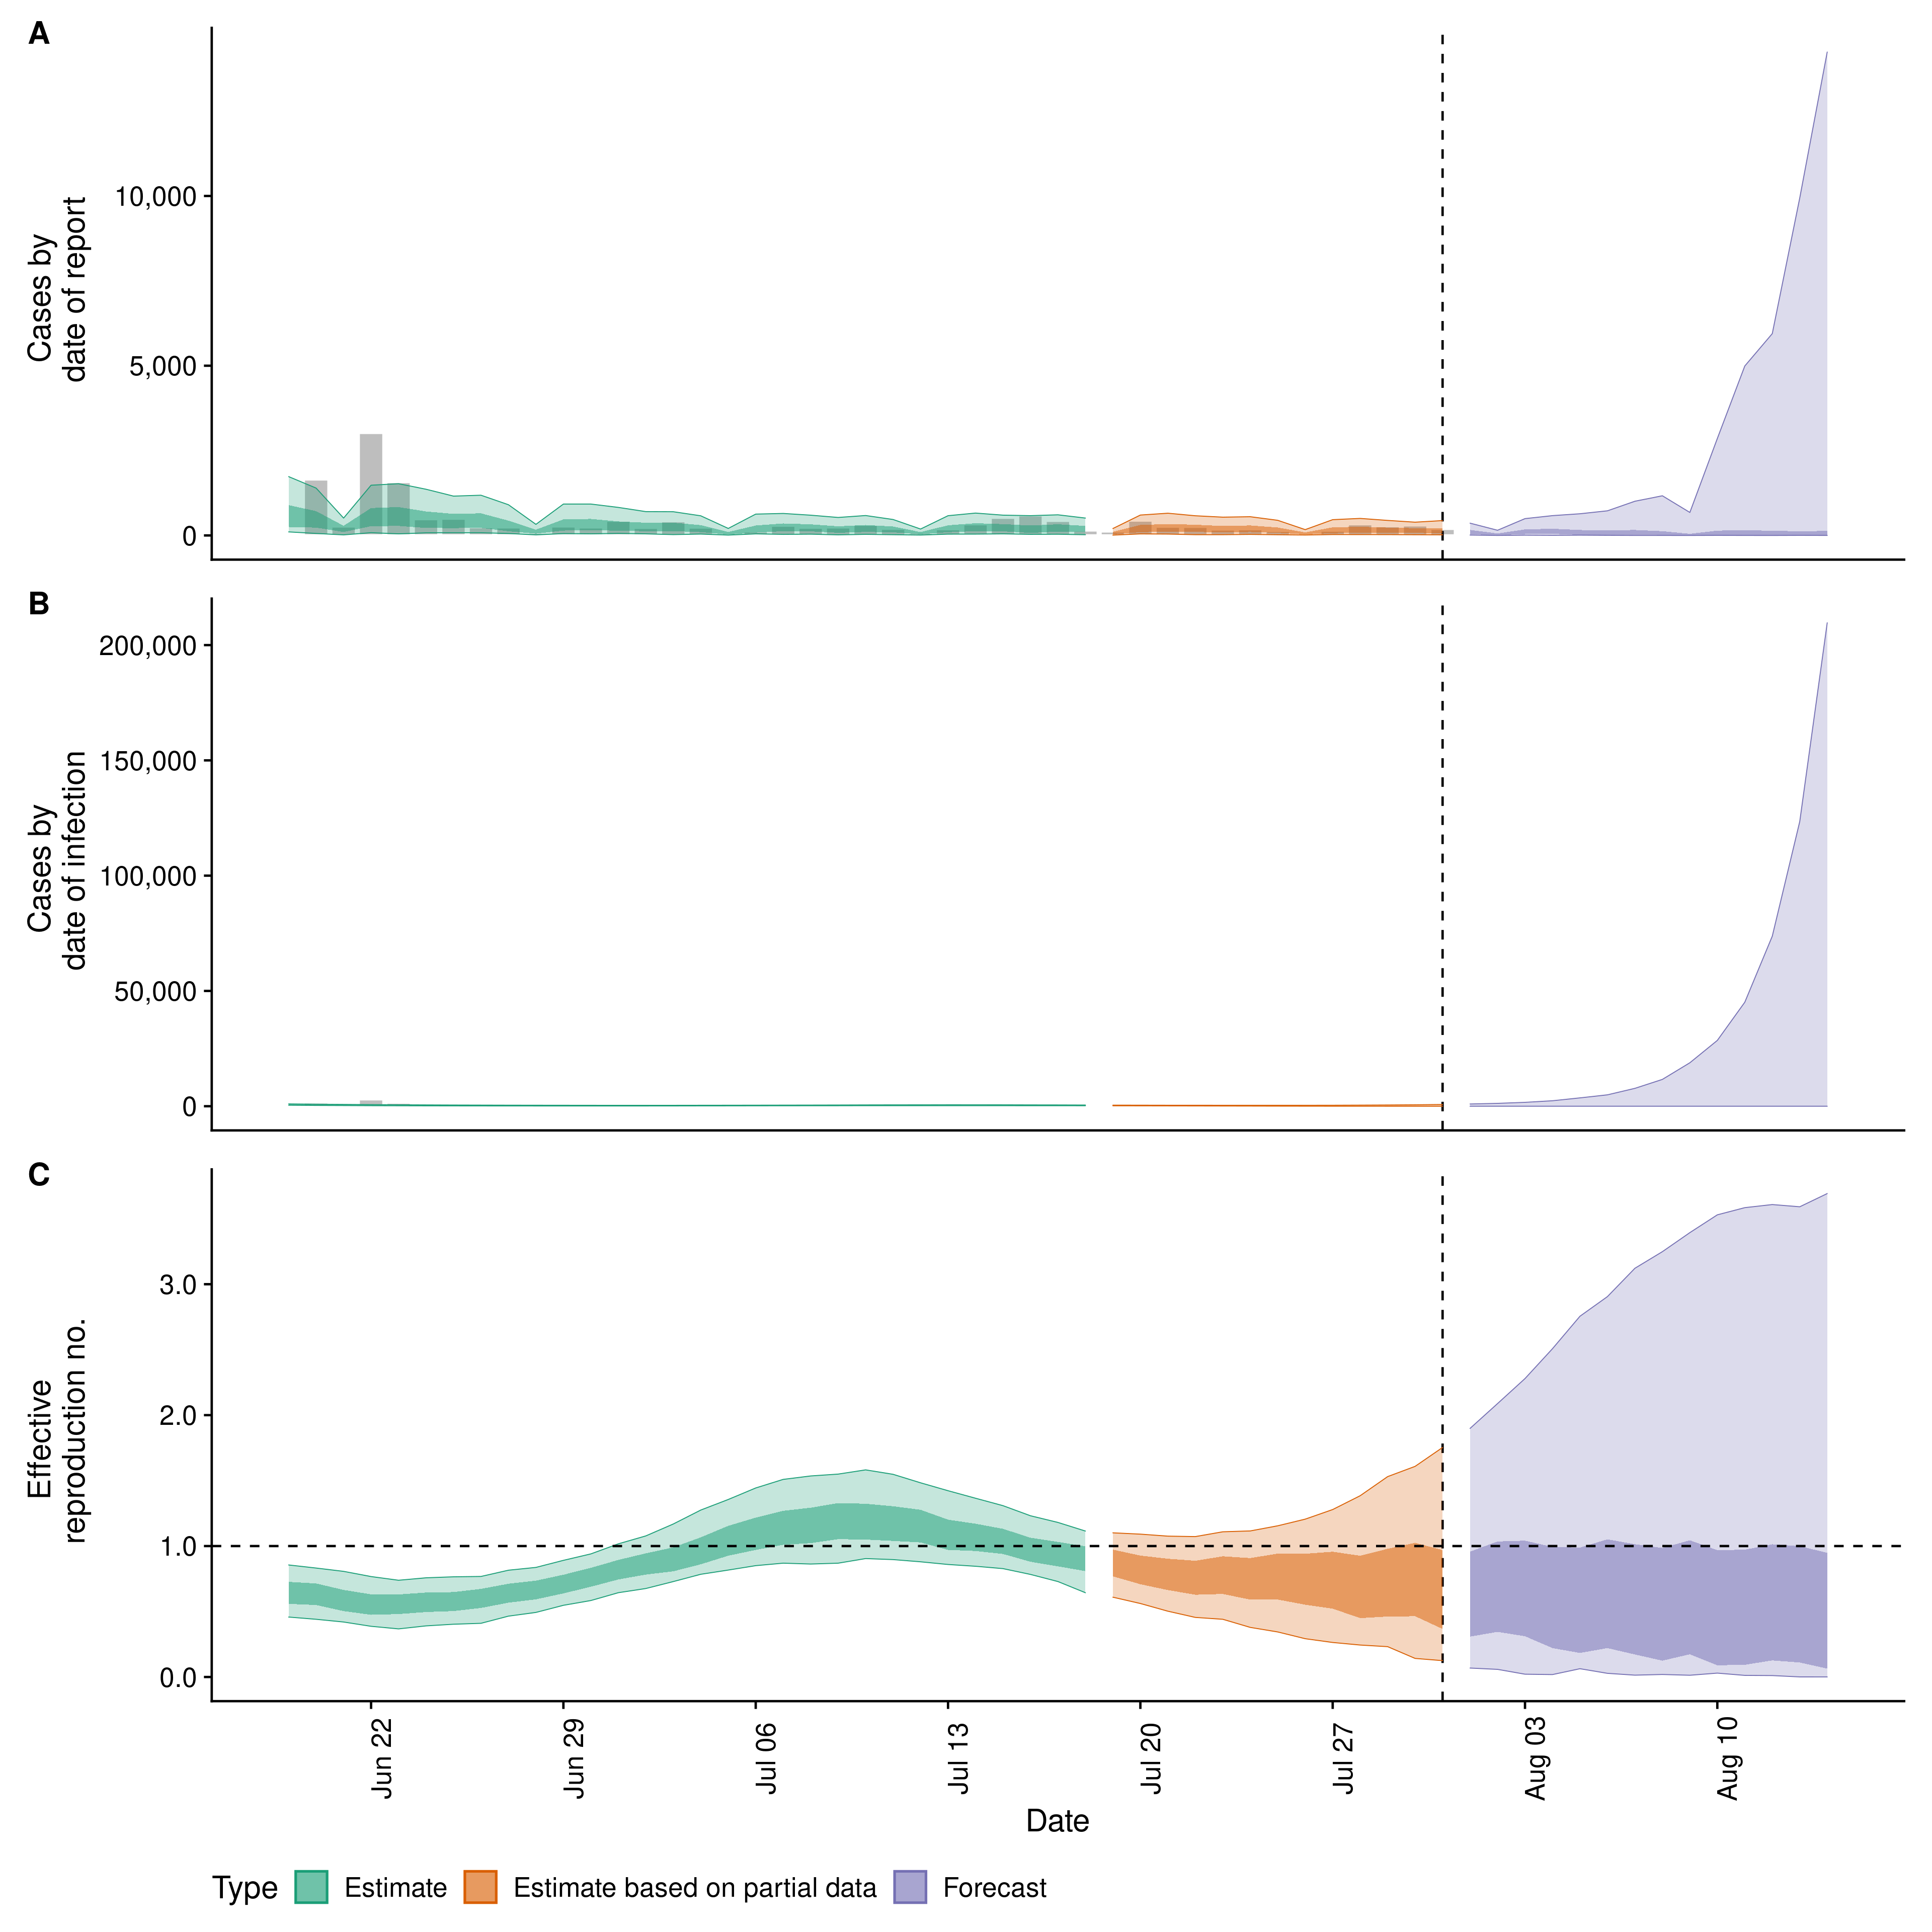 A
Cases by
date of report
10,000
5,000
0
B
Cases by
date of infection
200,000
150,000
100,000
50,000
0
C
Effective
reproduction no.
3.0
2.0
1.0
0.0
Jun 22
Jun 29
Jul 06
Jul 13
Jul 20
Jul 27
Aug 03
Aug 10
Date
Type Estimate Estimate based on partial data Forecast